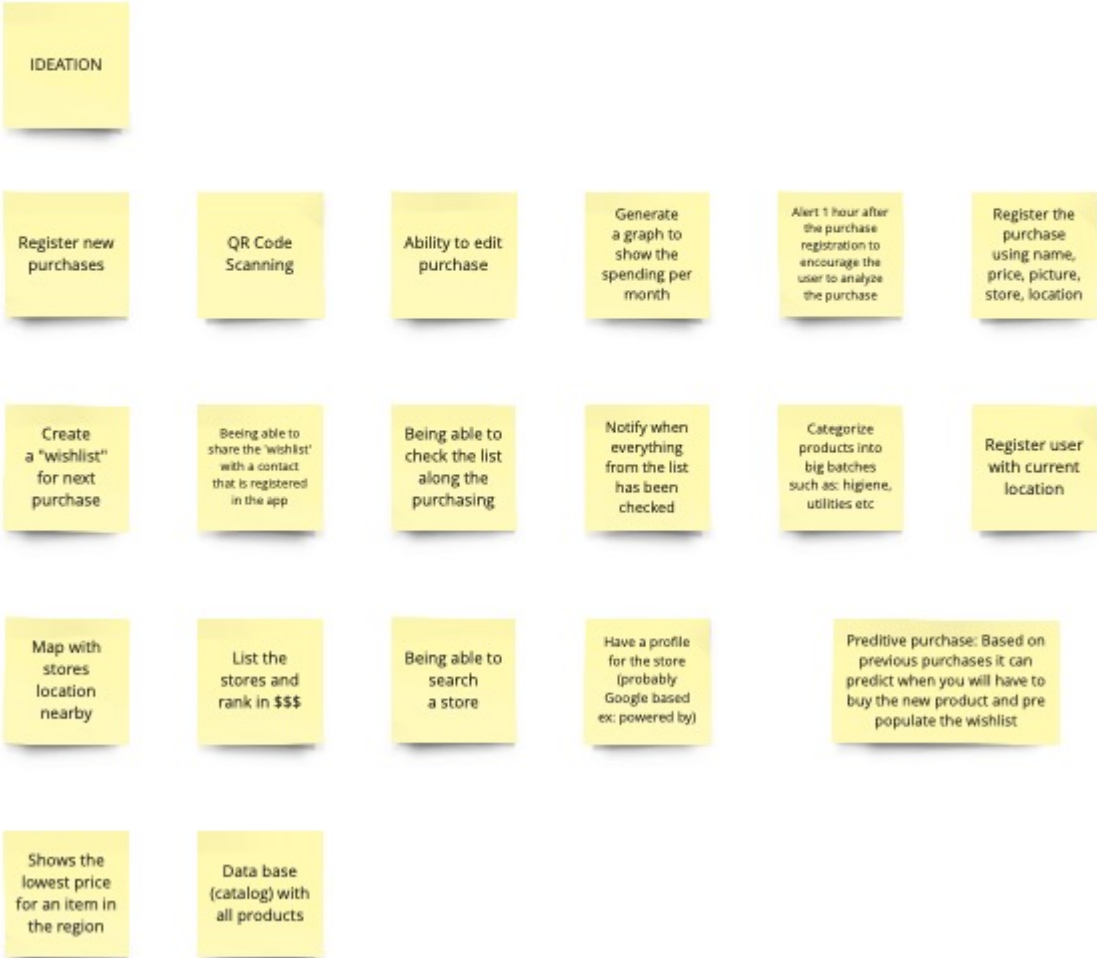 IDEATION
Register new
purchases
QR Code
Scanning
Ability to edit
purchase
Generate
a graph to
show the
spending per
month
Alert 1 hour after
the purchase
registration to
encourage the
user to analyze
the purchase
Register the
purchase
using name,
price, picture,
store, location
Create
a "wishlist"
for next
purchase
Beeing able to
share the 'wishlist'
with a contact
that is registered
in the app
Being able to
check the list
along the
purchasing
Notify when
everything
from the list
has been
checked
Categorize
products into
big batches
such as: higiene,
utilities etc
Register user
with current
location
Map with
stores
location
nearby
List the
stores and
rank in $$$
Being able to
search
a store
Have a profile
for the store
(probably
Google based
ex: powered by)
Preditive purchase: Based on
previous purchases it can
predict when you will have to
buy the new product and pre
populate the wishlist
Shows the
lowest price
for an item in
the region
Data base
(catalog) with
all products